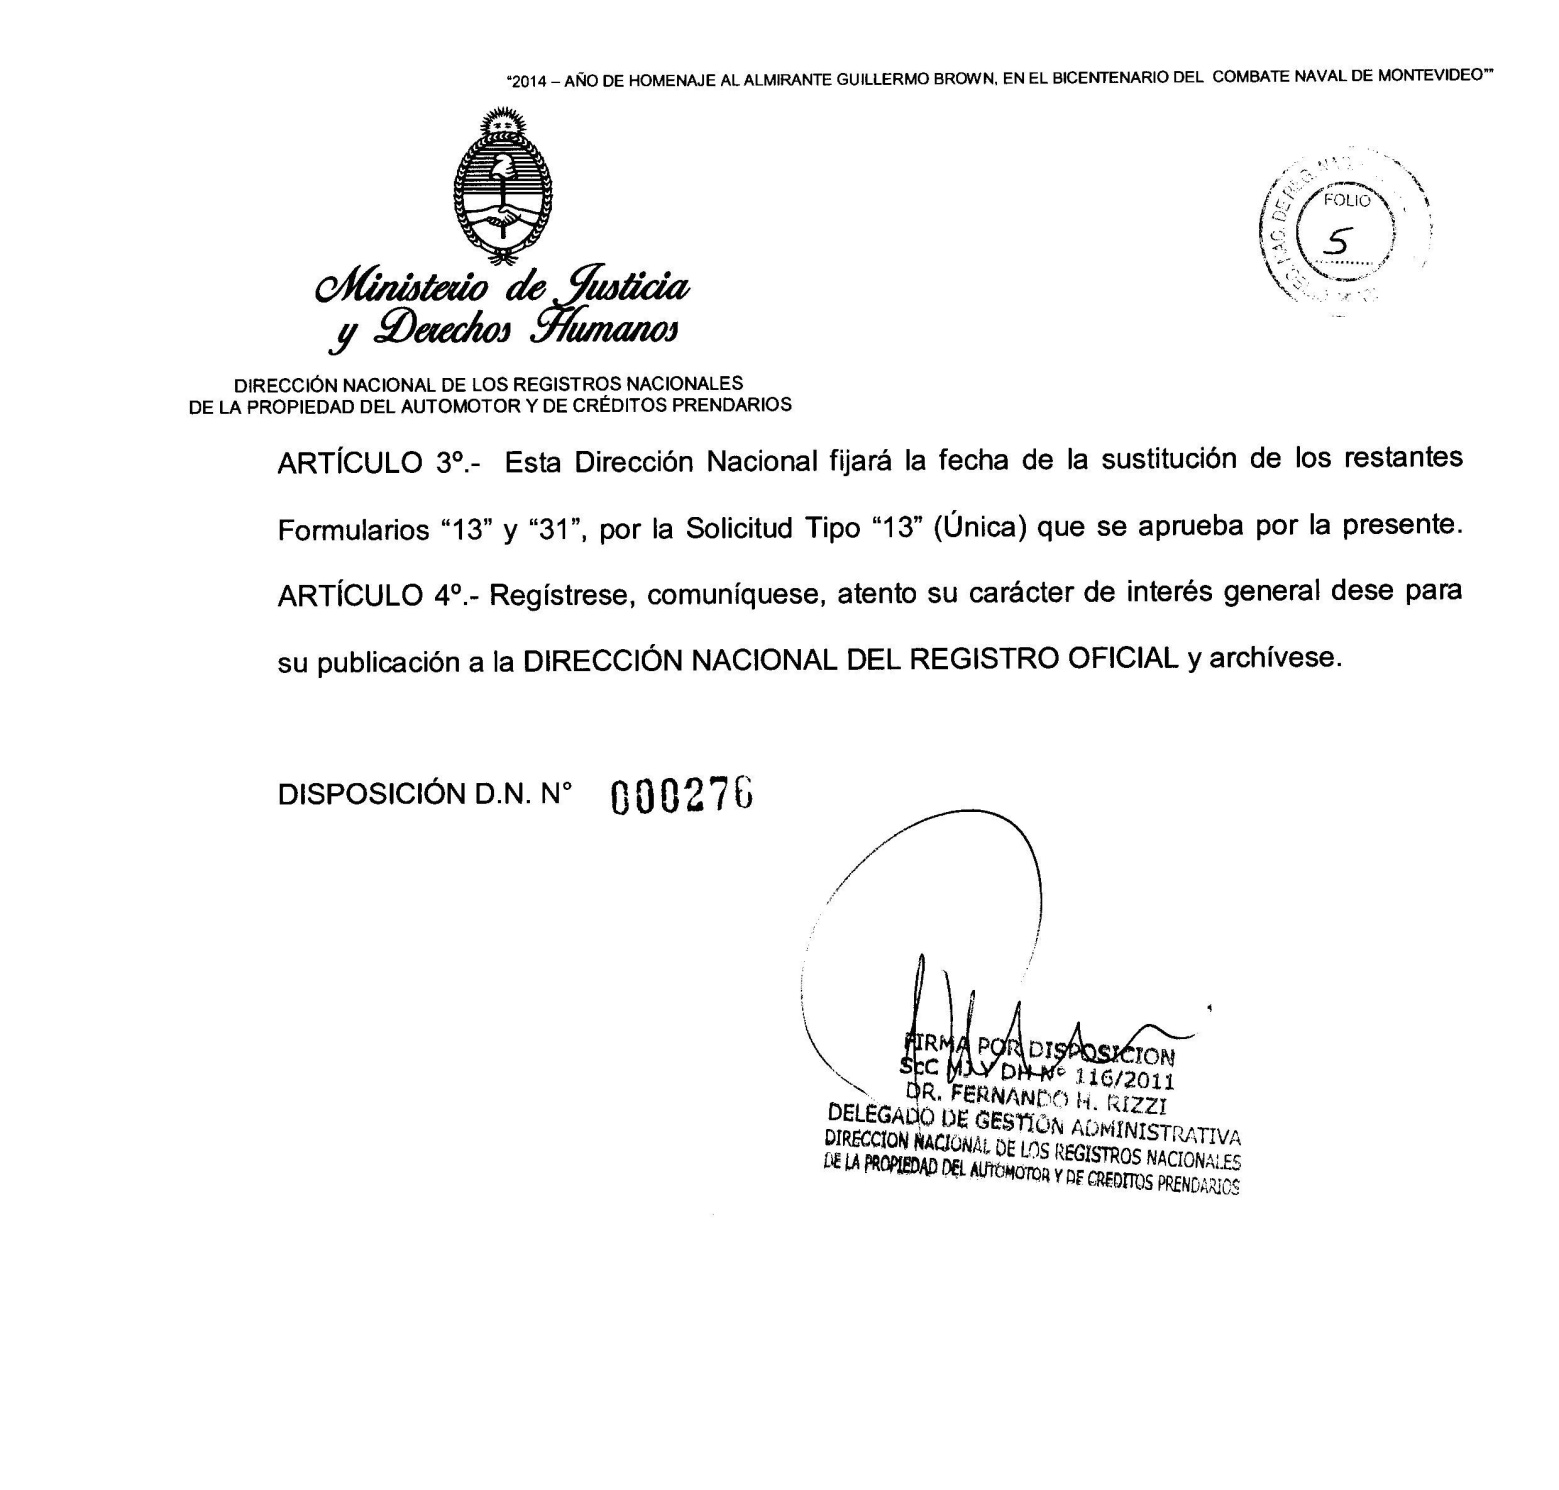 “2014 – AÑO DE HOMENAJE AL ALMIRANTE GUILLERMO BROWN, EN EL BICENTENARIO DEL COMBATE NAVAL DE MONTEVIDEO””
FOLIO
5
Ministerio de Justicia
y Derechos Humanos
DIRECCIÓN NACIONAL DE LOS REGISTROS NACIONALES
DE LA PROPIEDAD DEL AUTOMOTOR Y DE CRÉDITOS PRENDARIOS
ARTÍCULO 3º.- Esta Dirección Nacional fijará la fecha de la sustitución de los restantes
Formularios “13” y “31”, por la Solicitud Tipo “13” (Única) que se aprueba por la presente.
ARTÍCULO 4º.- Regístrese, comuníquese, atento su carácter de interés general dese para
su publicación a la DIRECCIÓN NACIONAL DEL REGISTRO OFICIAL y archívese.
DISPOSICIÓN D.N. N° 000276
FIRMA POR DISPOSICION
DH Nº 116/2011
DR. FERNANDO H. RIZZI
DELEGADO DE GESTION ADMINISTRATIVA
DIRECCION NACIONAL DE LOS REGISTROS NACIONALES
DE LA PROPIEDAD DEL AUTOMOTOR Y DE CREDITOS PRENDARIOS